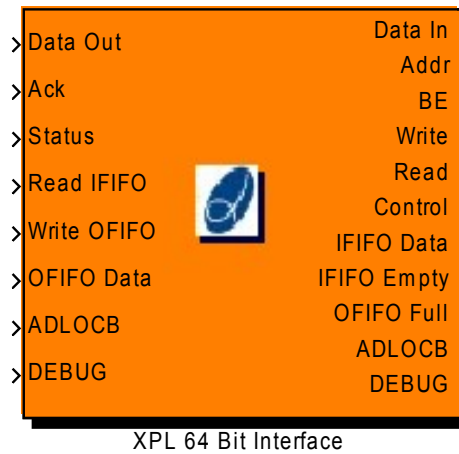 Data Out
Ack
Status
Read IFIFO
Write OFIFO
OFIFO Data
ADLOCB
DEBUG
Data In
Addr
BE
Write
Read
Control
IFIFO Data
IFIFO Empty
OFIFO Full
ADLOCB
DEBUG
XPL 64 Bit Interface